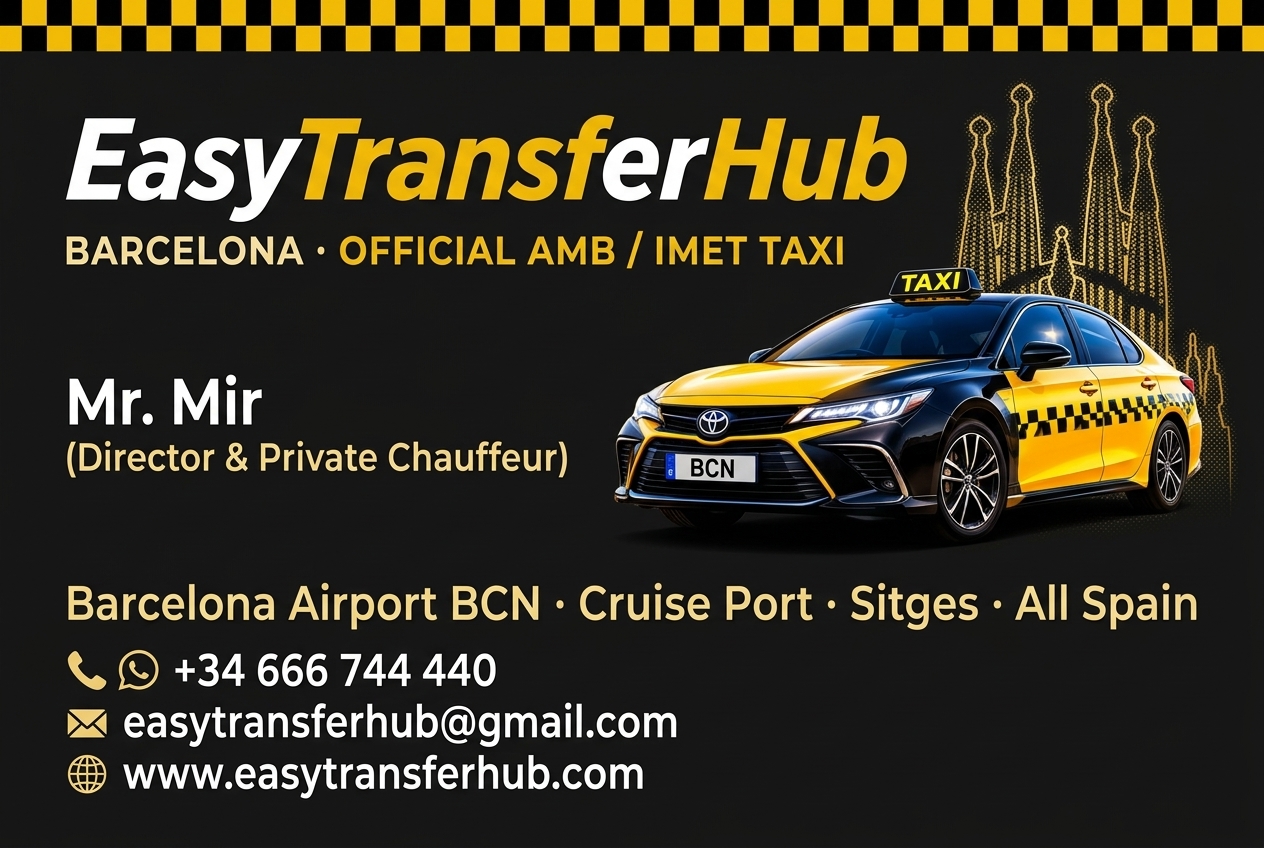 EasyTransferHub
BARCELONA · OFFICIAL AMB / IMET TAXI
TAXI
Mr. Mir
(Director & Private Chauffeur)
BCN
Barcelona Airport BCN · Cruise Port · Sitges · All Spain
+34 666 744 440
easytransferhub@gmail.com
www.easytransferhub.com